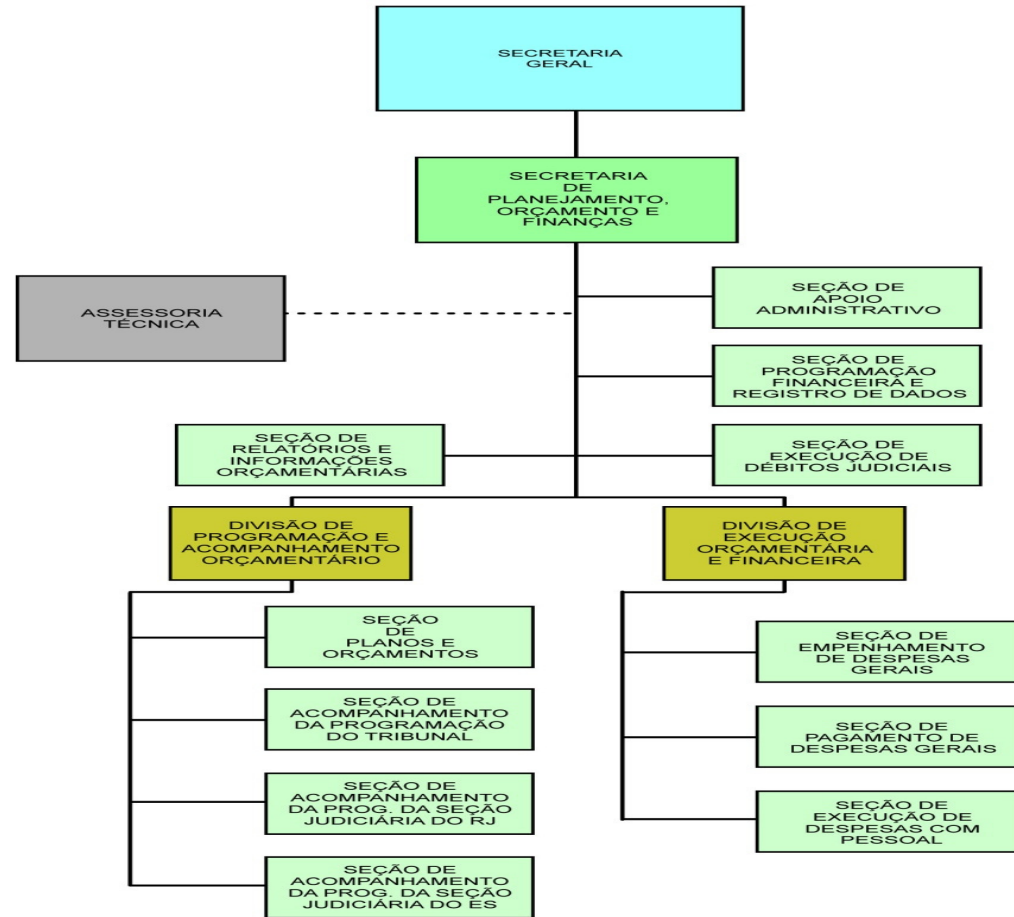 SECRETARIA
GERAL
SECRETARIA
DE
PLANEJAMENTO,
ORÇAMENTO E
FINANÇAS
ASSESSORIA
TÉCNICA
SEÇÃO DE
APOIO
ADMINISTRATIVO
SEÇÃO DE
PROGRAMAÇÃO
FINANCEIRA E
REGISTRO DE DADOS
SEÇÃO DE
RELATÓRIOS E
INFORMAÇÕES
ORÇAMENTÁRIAS
SEÇÃO DE
EXECUÇÃO DE
DÉBITOS JUDICIAIS
DIVISÃO DE
PROGRAMAÇÃO E
ACOMPANHAMENTO
ORÇAMENTÁRIO
DIVISÃO DE
EXECUÇÃO
ORÇAMENTÁRIA
E FINANCEIRA
SEÇÃO
DE
PLANOS E
ORÇAMENTOS
SEÇÃO DE
ACOMPANHAMENTO
DA PROGRAMAÇÃO
DO TRIBUNAL
SEÇÃO DE
ACOMPANHAMENTO
DA PROG. DA SEÇÃO
JUDICIÁRIA DO RJ
SEÇÃO DE
ACOMPANHAMENTO
DA PROG. DA SEÇÃO
JUDICIÁRIA DO ES
SEÇÃO DE
EMPENHAMENTO
DE DESPESAS
GERAIS
SEÇÃO DE
PAGAMENTO DE
DESPESAS GERAIS
SEÇÃO DE
EXECUÇÃO DE
DESPESAS COM
PESSOAL